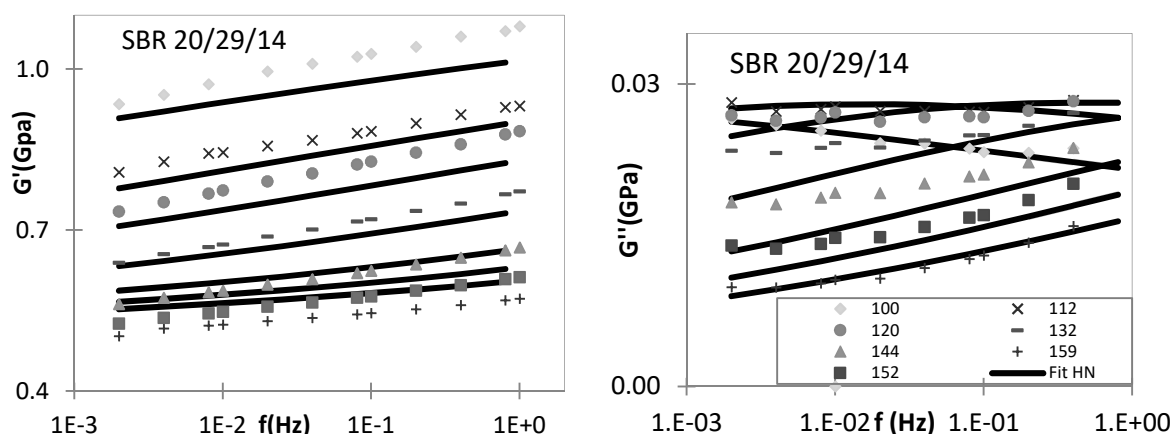 SBR 20/29/14
1.0
0.7
0.4
G'(Gpa)
1E-3
1E-2
f(Hz)
1E-1
1E+0
SBR 20/29/14
0.03
0.00
G''(GPa)
100
112
120
132
144
159
152
Fit HN
1.E-03
1.E-02
f (Hz)
1.E-01
1.E+00